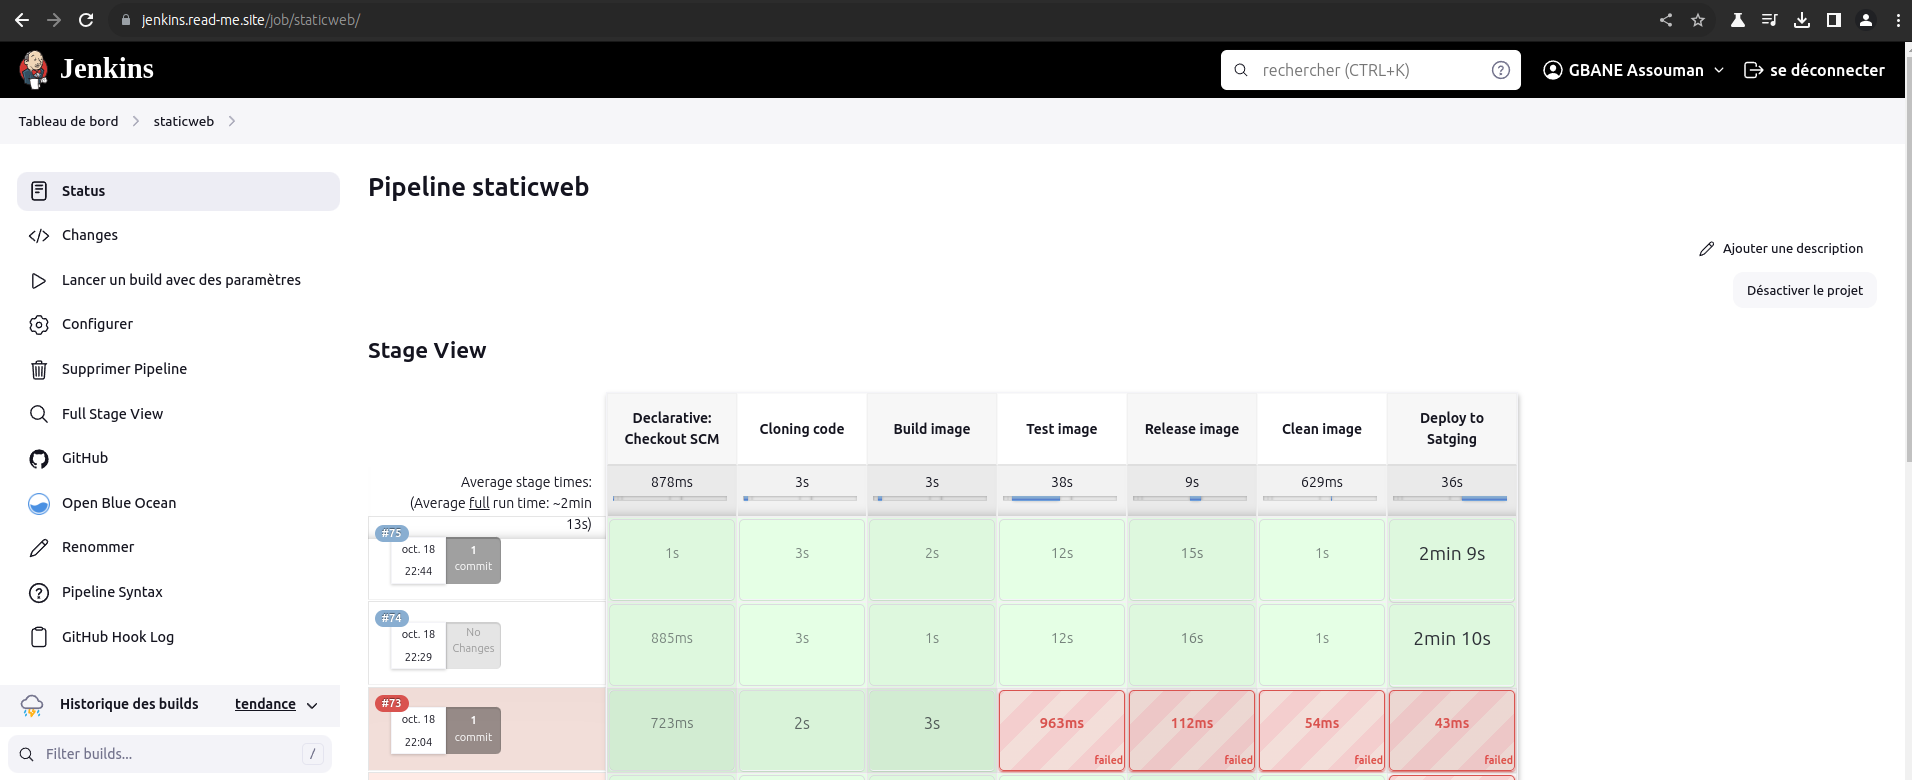 jenkins.read-me.site/job/staticweb/
Jenkins
rechercher (CTRL+K)
?
GBANE Assouman
se déconnecter
Tableau de bord
staticweb
Status
Changes
Lancer un build avec des paramètres
Configurer
Supprimer Pipeline
Full Stage View
GitHub
Open Blue Ocean
Renommer
Pipeline Syntax
GitHub Hook Log
Historique des builds
tendance
Filter builds...
/
Pipeline staticweb
Ajouter une description
Désactiver le projet
Stage View
Declarative:
Checkout SCM
Cloning code
Build image
Test image
Release image
Clean image
Deploy to
Satging
Average stage times:
(Average full run time: ~2min
13s)
878ms
3s
3s
38s
9s
629ms
36s
#75
oct. 18
22:44
1
commit
1s
3s
2s
12s
15s
1s
2min 9s
#74
oct. 18
22:29
No
Changes
885ms
3s
1s
12s
16s
1s
2min 10s
#73
oct. 18
22:04
1
commit
723ms
2s
3s
963ms
failed
112ms
failed
54ms
failed
43ms
failed